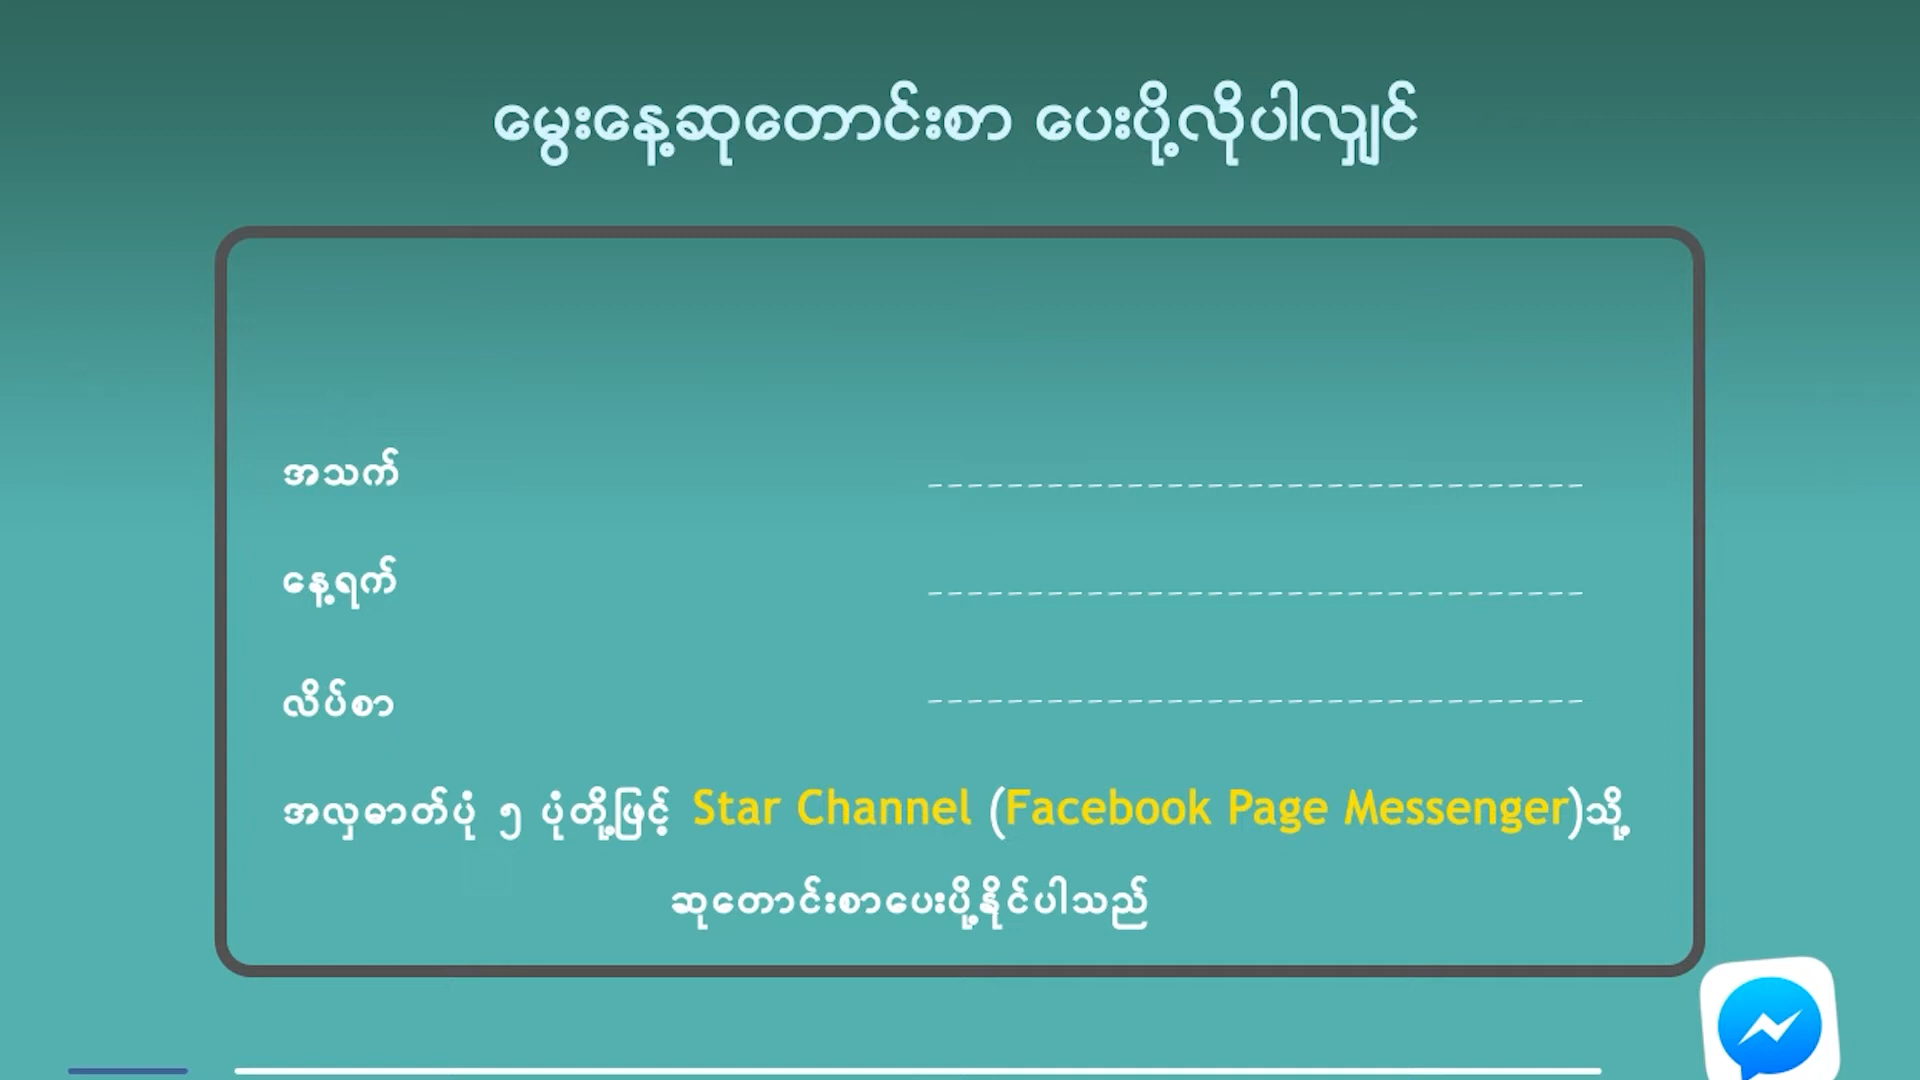 မွေးနေ့ဆုတောင်းစာ ပေးပို့လိုပါလျှင်
အသက်
နေ့ရက်
လိပ်စာ
အလှဓာတ်ပုံ ၅ ပုံတို့ဖြင့် Star Channel (Facebook Page Messenger)သို့
ဆုတောင်းစာပေးပို့နိုင်ပါသည်